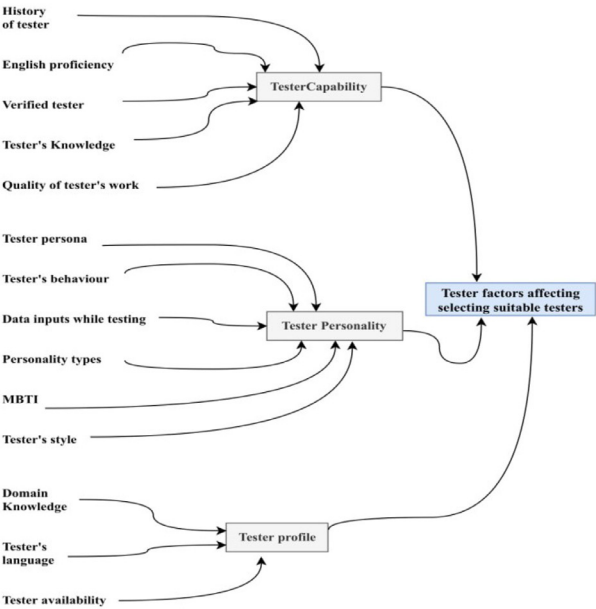 History
of tester
English proficiency
TesterCapability
Verified tester
Tester's Knowledge
Quality of tester's work
Tester persona
Tester's behaviour
Tester factors affecting
selecting suitable testers
Data inputs while testing
Tester Personality
Personality types
MBTI
Tester's style
Domain
Knowledge
Tester profile
Tester's
language
Tester availability